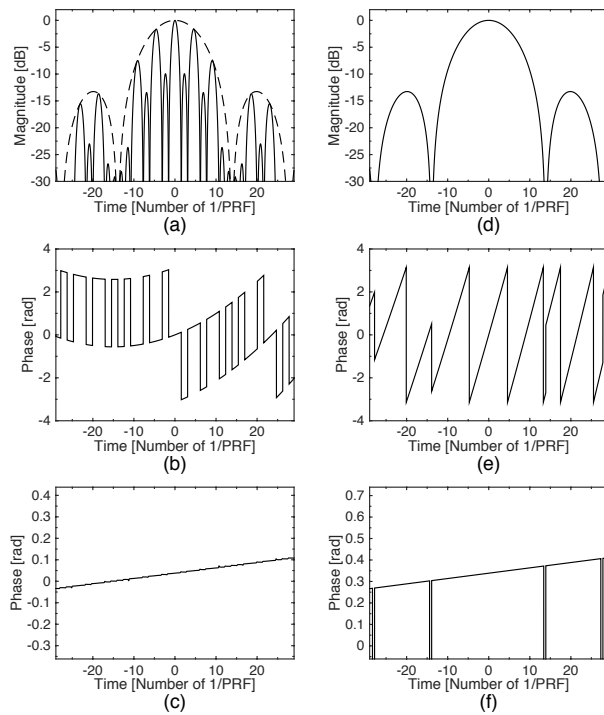 0
-5
-10
-15
-20
-25
-30
Magnitude [dB]
-20 -10 0 10 20
Time [Number of 1/PRF]
(a)
0
-5
-10
-15
-20
-25
-30
Magnitude [dB]
-20 -10 0 10 20
Time [Number of 1/PRF]
(d)
4
2
0
-2
-4
Phase [rad]
-20 -10 0 10 20
Time [Number of 1/PRF]
(b)
4
2
0
-2
-4
Phase [rad]
-20 -10 0 10 20
Time [Number of 1/PRF]
(e)
0.4
0.3
0.2
0.1
0
-0.1
-0.2
-0.3
Phase [rad]
-20 -10 0 10 20
Time [Number of 1/PRF]
(c)
0.7
0.6
0.5
0.4
0.3
0.2
0.1
0
Phase [rad]
-20 -10 0 10 20
Time [Number of 1/PRF]
(f)